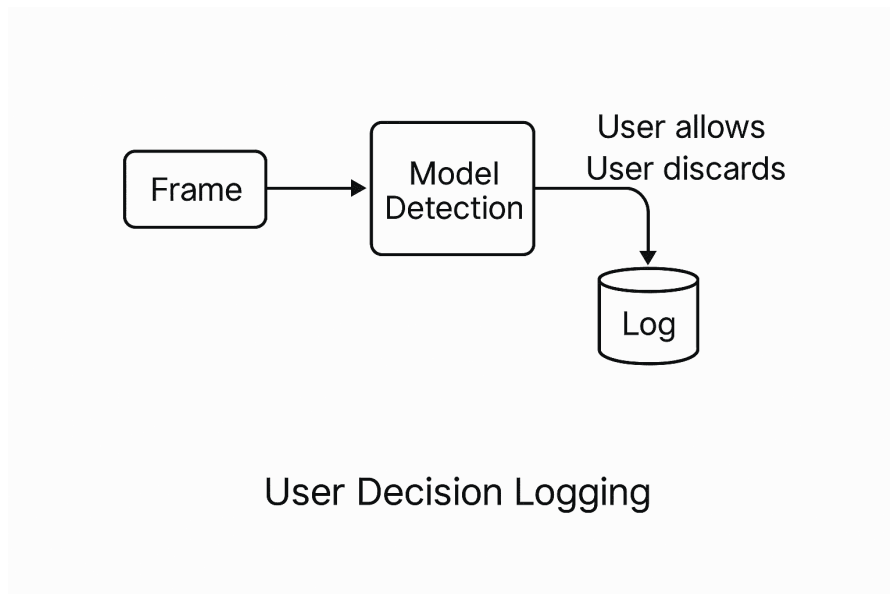 User allows
User discards
Frame
Model
Detection
Log
User Decision Logging